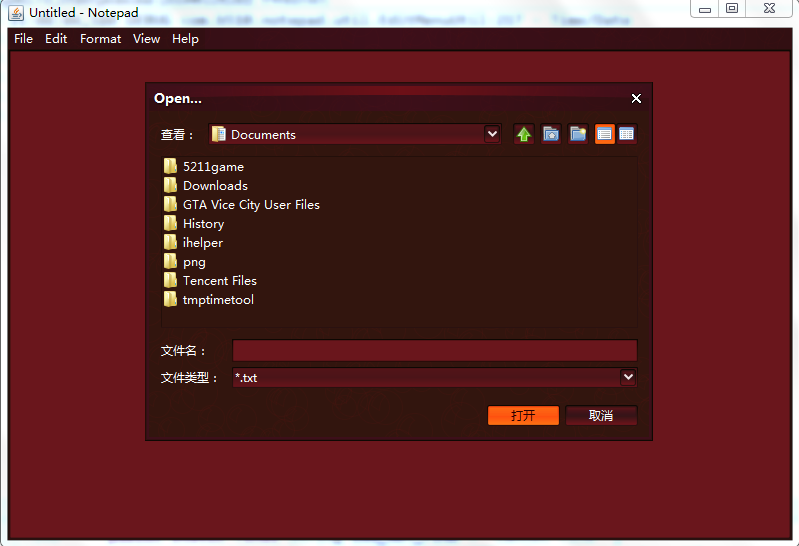 Untitled - Notepad
File Edit Format View Help
Open...
查看： Documents
5211game
Downloads
GTA Vice City User Files
History
ihelper
png
Tencent Files
tmptimetool
文件名：
文件类型： *.txt
打开 取消